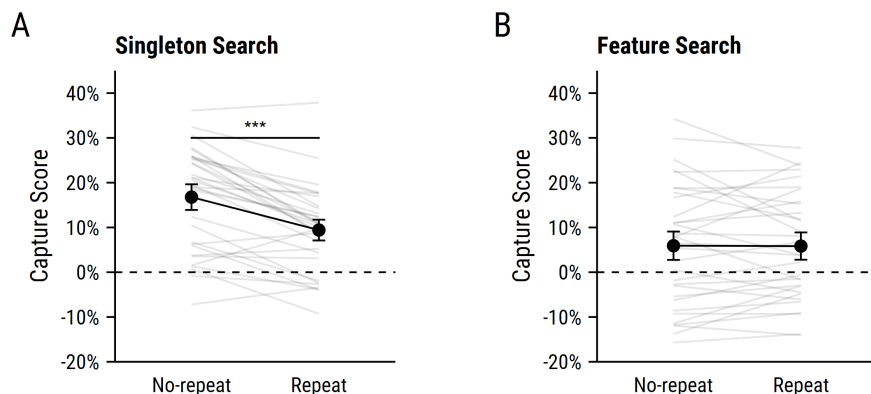 A
Singleton Search
Capture Score
40%
30%
20%
10%
0%
-10%
-20%
***
No-repeat
Repeat
B
Feature Search
Capture Score
40%
30%
20%
10%
0%
-10%
-20%
No-repeat
Repeat